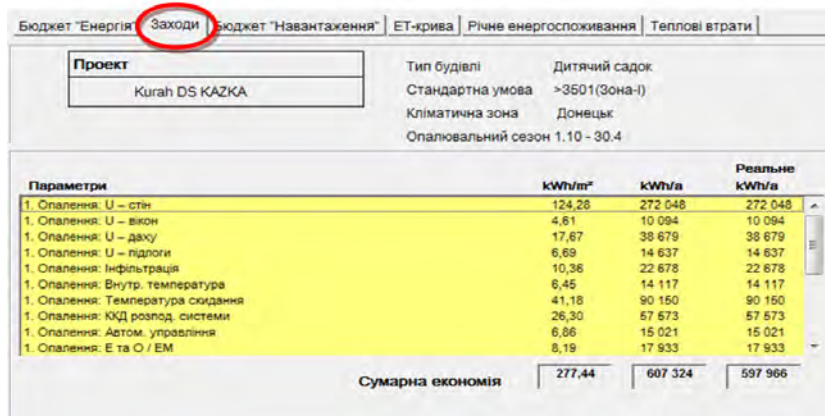 Бюджет "Енергія" Заходи Бюджет "Навантаження" ЕТ-крива Річне енергоспоживання Теплові втрати
Проект
Kurah DS KAZKA
Тип будівлі Дитячий садок
Стандартна умова >3501(Зона-I)
Кліматична зона Донецьк
Опалювальний сезон 1.10 - 30.4
Параметри kWh/m² kWh/a Реальне kWh/a
1. Опалення: U – стін 124,28 272 048 272 048
1. Опалення: U – вікон 4,61 10 094 10 094
1. Опалення: U – даху 17,67 38 679 38 679
1. Опалення: U – підлоги 6,69 14 637 14 637
1. Опалення: Інфільтрація 10,36 22 678 22 678
1. Опалення: Внутр. температура 6,45 14 117 14 117
1. Опалення: Температура скидання 41,18 90 150 90 150
1. Опалення: ККД розпод. системи 26,30 57 573 57 573
1. Опалення: Автом. управління 6,86 15 021 15 021
1. Опалення: Е та О / ЕМ 8,19 17 933 17 933
Сумарна економія 277,44 607 324 597 966